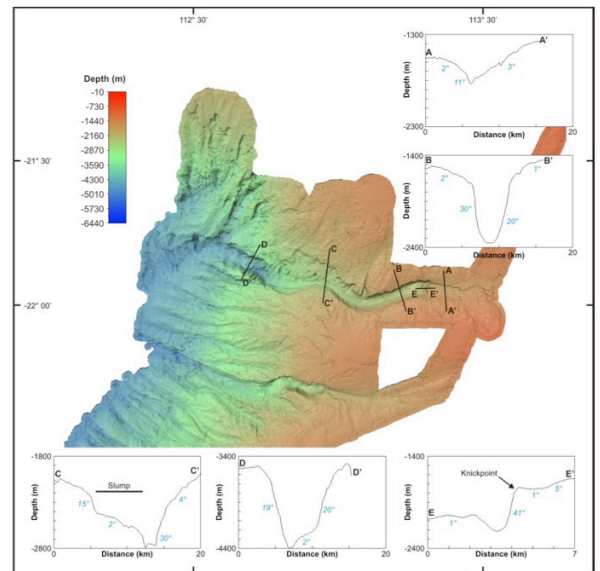 112° 30'
113° 30'
Depth (m)
-10
-730
-1440
-2160
-2870
-3590
-4300
-5010
-5730
-6440
-21° 30'
-22° 00'
A
A'
-1300
Depth (m)
-2300
2°
11°
3°
0
Distance (km)
20
B
B'
-1400
Depth (m)
-2400
2°
30°
20°
1°
0
Distance (km)
20
D
D'
C
C'
B
B'
A
A'
E
E'
C
C'
-1800
Depth (m)
-2800
Slump
15°
2°
30°
4°
0
Distance (km)
20
D
D'
-3400
Depth (m)
-4400
19°
2°
20°
0
Distance (km)
20
E
E'
-1400
Depth (m)
-2400
Knickpoint
1°
41°
1°
5°
0
Distance (km)
7